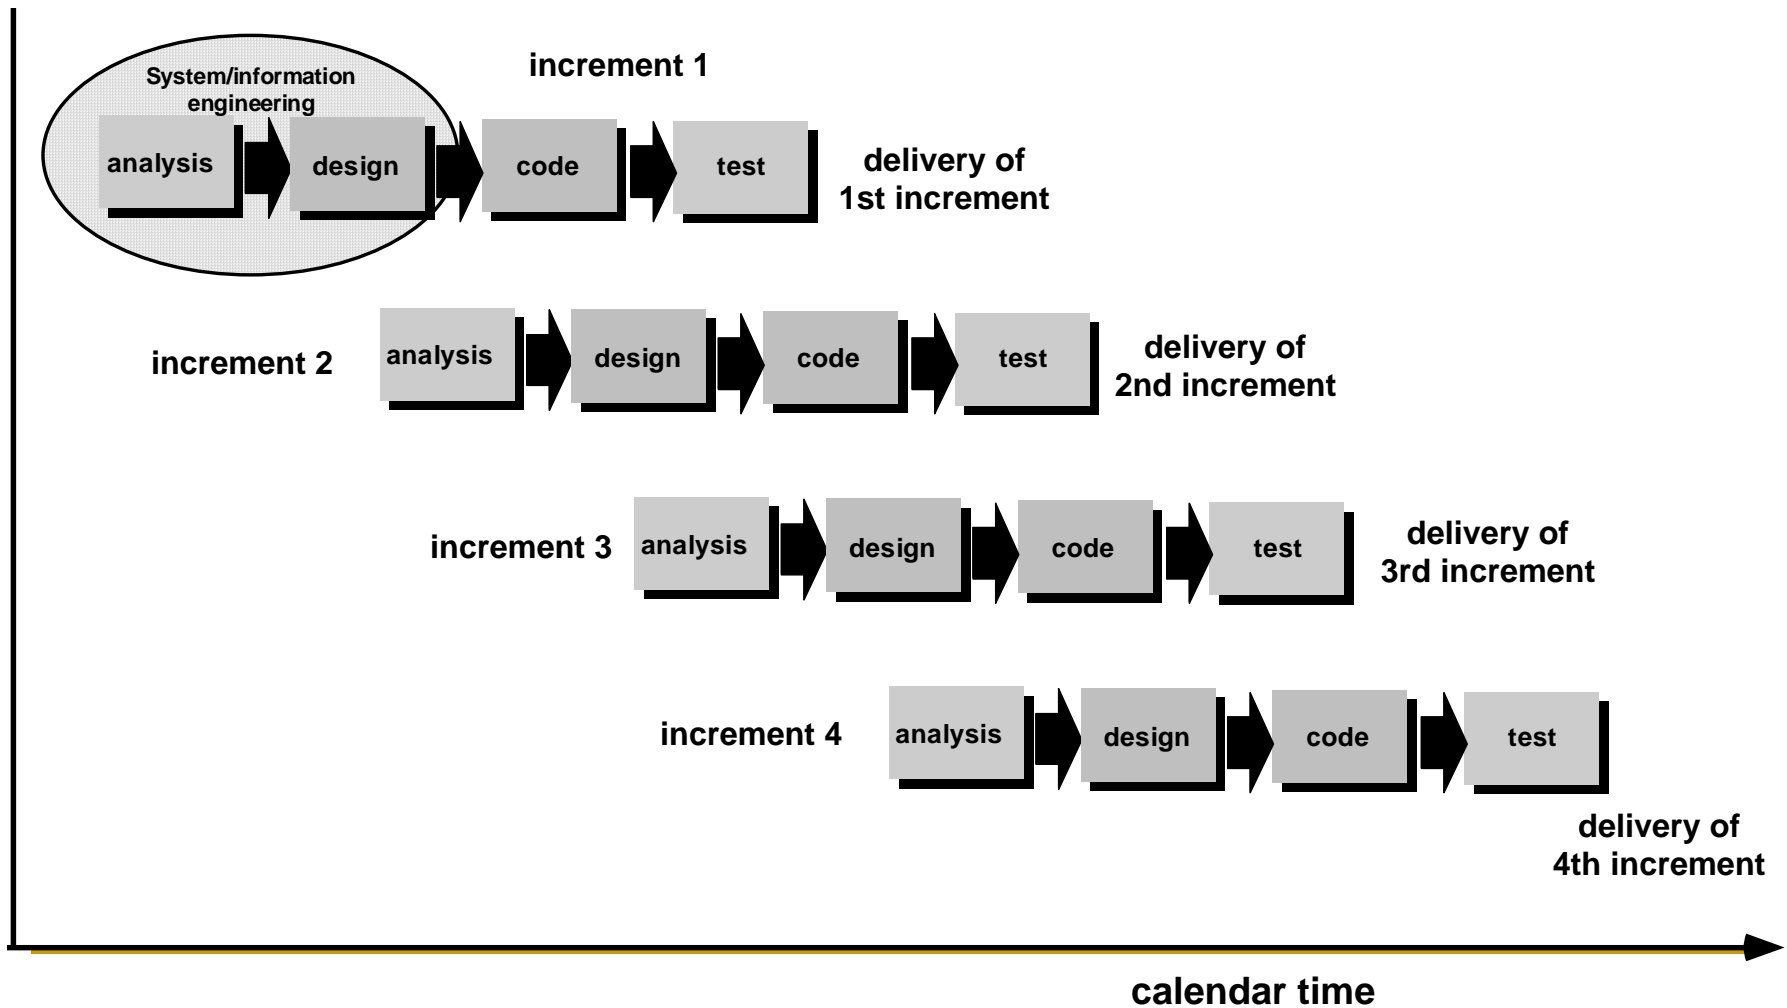 increment 1
System/information
engineering
analysis
design
code
test
delivery of
1st increment
increment 2
analysis
design
code
test
delivery of
2nd increment
increment 3
analysis
design
code
test
delivery of
3rd increment
increment 4
analysis
design
code
test
delivery of
4th increment
calendar time